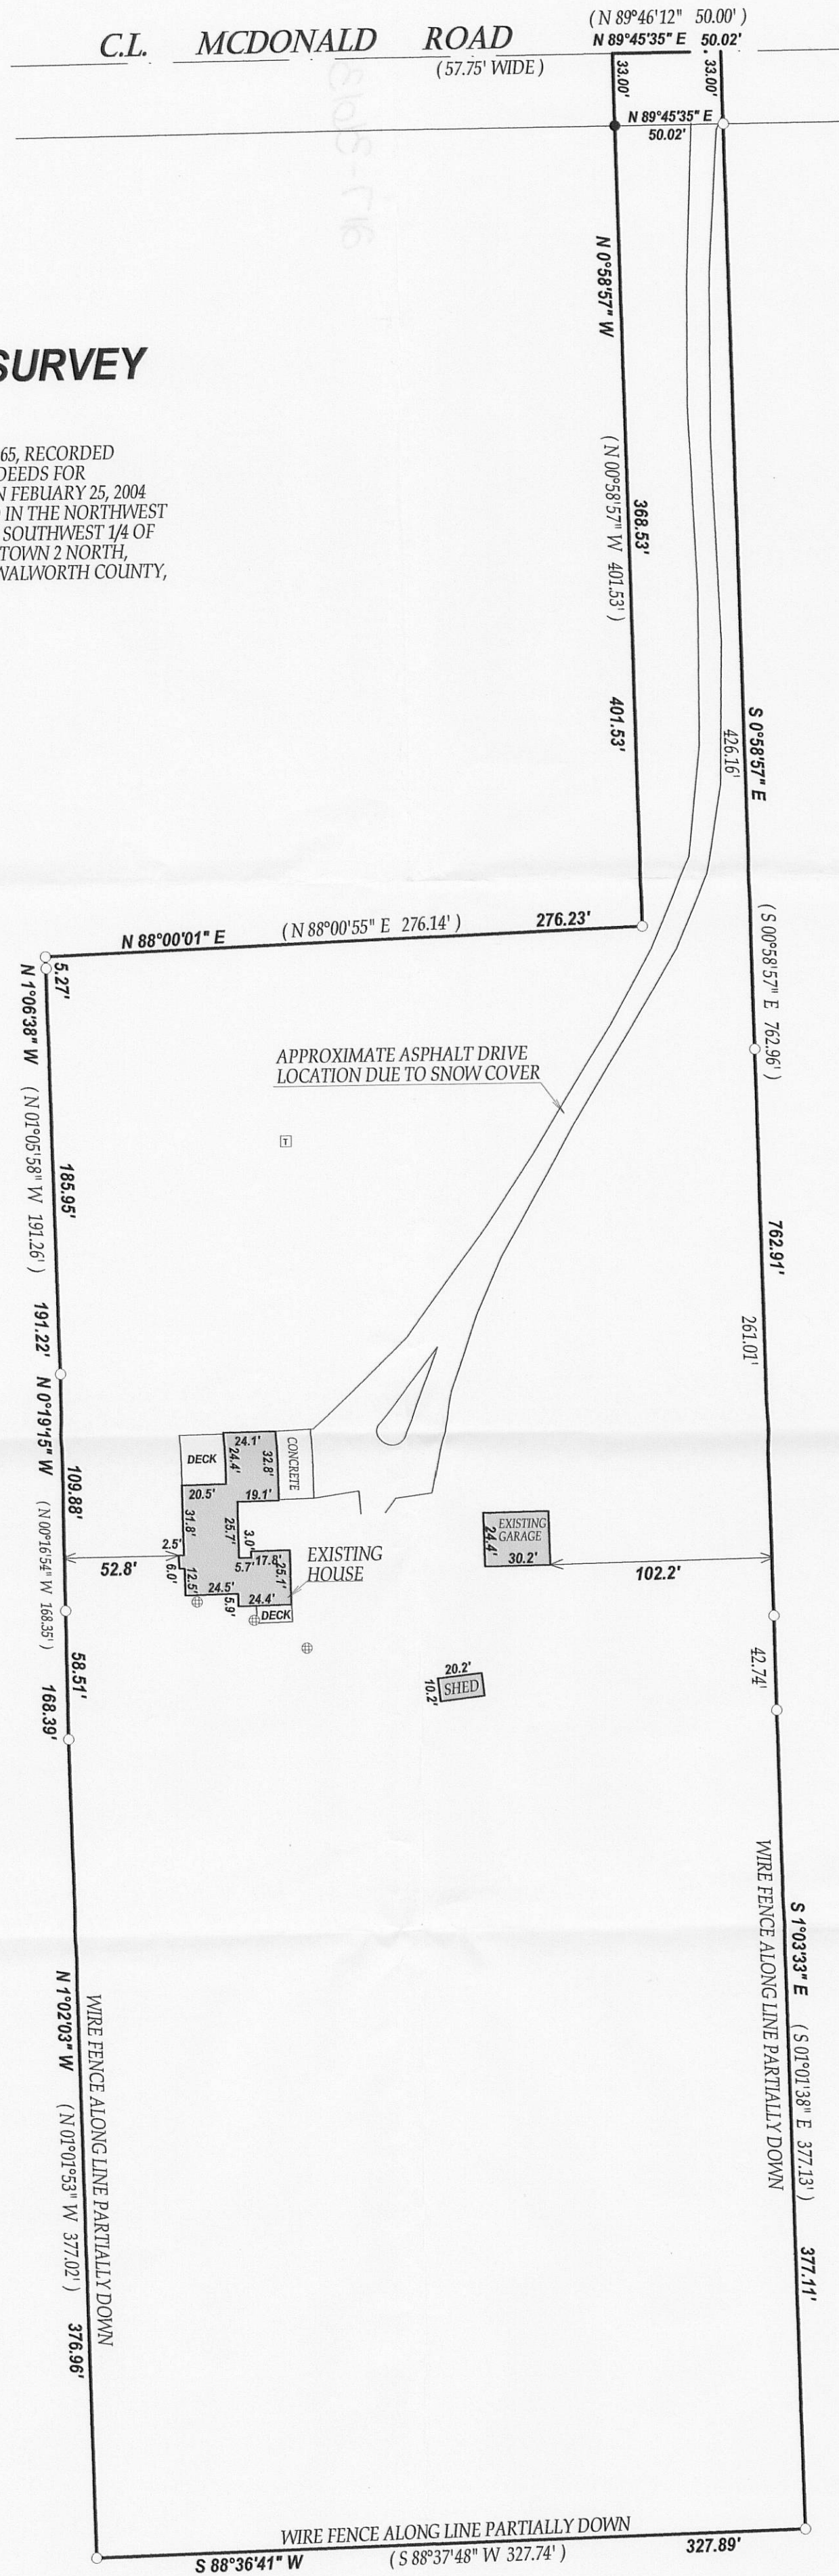 ( N 89°46'12" 50.00' )
C.L. MCDONALD ROAD
N 89°45'35" E 50.02'
( 57.75' WIDE )
33.00'
33.00'
N 89°45'35" E
50.02'
N 0°58'57" W
SURVEY
65, RECORDED
DEEDS FOR
N FEBUARY 25, 2004
IN THE NORTHWEST
SOUTHWEST 1/4 OF
TOWN 2 NORTH,
WALWORTH COUNTY,
( N 00°58'57" W 401.53' )
368.53'
401.53'
S 0°58'57" E
426.16'
( S 00°58'57" E 762.96' )
N 88°00'01" E
( N 88°00'55" E 276.14' )
276.23'
5.27'
N 1°06'38" W
( N 01°05'58" W 191.26' )
185.95'
191.22'
APPROXIMATE ASPHALT DRIVE
LOCATION DUE TO SNOW COVER
T
762.91'
261.01'
N 0°19'15" W
109.88'
( N 00°16'54" W 168.35' )
58.51'
168.39'
DECK
24.1'
24.4'
32.8'
CONCRETE
20.5'
19.1'
31.8'
25.7'
3.0'
2.5'
6.0'
12.5'
5.7'
17.8'
25.1'
24.5'
5.9'
24.4'
DECK
52.8'
EXISTING
HOUSE
EXISTING
GARAGE
24.4'
30.2'
102.2'
20.2'
10.2'
SHED
42.74'
WIRE FENCE ALONG LINE PARTIALLY DOWN
S 1°03'33" E
( S 01°01'38" E 377.13' )
377.11'
N 1°02'03" W
WIRE FENCE ALONG LINE PARTIALLY DOWN
( N 01°01'53" W 377.02' )
376.96'
WIRE FENCE ALONG LINE PARTIALLY DOWN
S 88°36'41" W
( S 88°37'48" W 327.74' )
327.89'